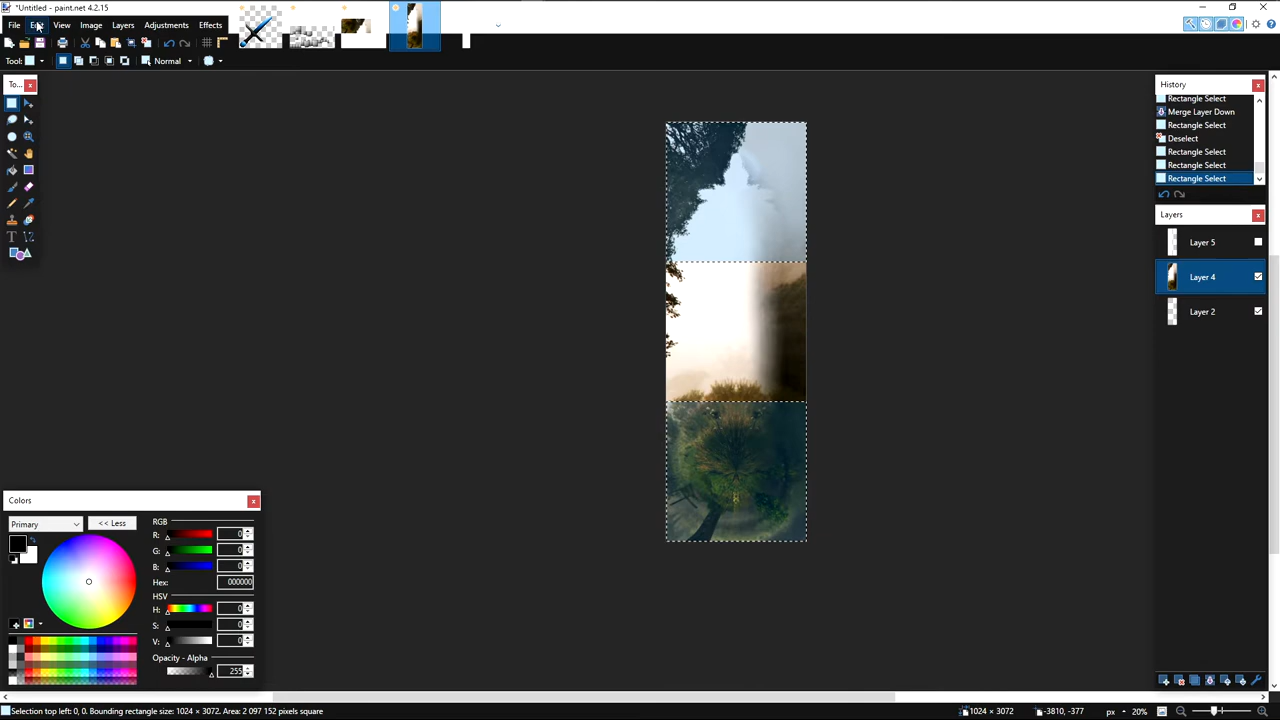 *Untitled - paint.net 4.2.15
File Edit View Image Layers Adjustments Effects
Tool: Normal
To...
History
Rectangle Select
Merge Layer Down
Rectangle Select
Deselect
Rectangle Select
Rectangle Select
Rectangle Select
Layers
Layer 5
Layer 4
Layer 2
Colors
Primary
<< Less
RGB
R: 0
G: 0
B: 0
Hex: 000000
HSV
H: 0
S: 0
V: 0
Opacity - Alpha
255
Selection top left: 0, 0. Bounding rectangle size: 1024 × 3072. Area: 2 097 152 pixels square
1024 × 3072
-3810, -377
px
20%